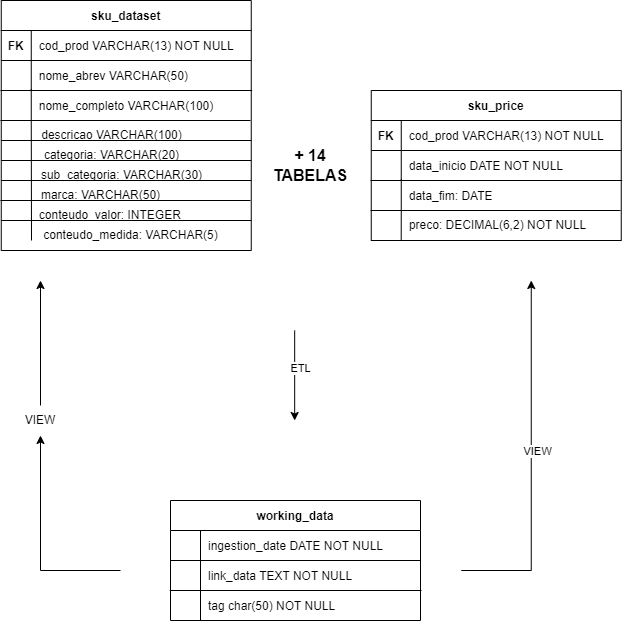 sku_dataset
FK cod_prod VARCHAR(13) NOT NULL
nome_abrev VARCHAR(50)
nome_completo VARCHAR(100)
descricao VARCHAR(100)
categoria: VARCHAR(20)
sub_categoria: VARCHAR(30)
marca: VARCHAR(50)
conteudo_valor: INTEGER
conteudo_medida: VARCHAR(5)
+ 14
TABELAS
sku_price
FK cod_prod VARCHAR(13) NOT NULL
data_inicio DATE NOT NULL
data_fim: DATE
preco: DECIMAL(6,2) NOT NULL
ETL
VIEW
VIEW
working_data
ingestion_date DATE NOT NULL
link_data TEXT NOT NULL
tag char(50) NOT NULL